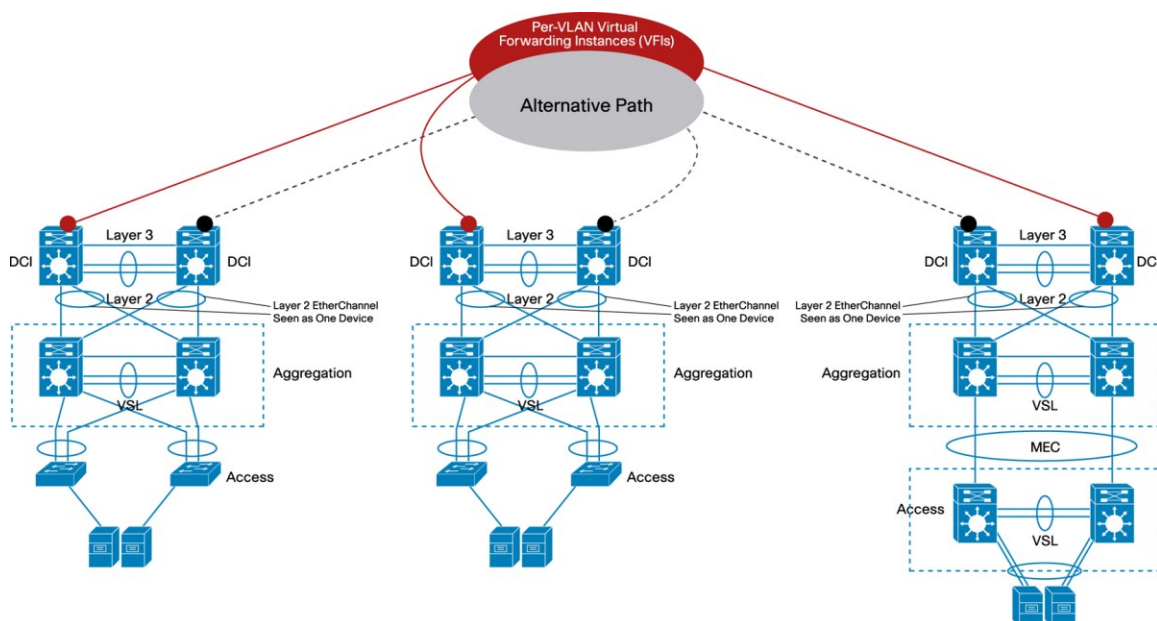 Per-VLAN Virtual
Forwarding Instances (VFIs)
Alternative Path
Layer 3
DCI
DCI
Layer 2
Layer 2 EtherChannel
Seen as One Device
Aggregation
VSL
Access
Layer 3
DCI
DCI
Layer 2
Layer 2 EtherChannel
Seen as One Device
Aggregation
VSL
Access
Layer 3
DCI
DC
Layer 2 EtherChannel
Seen as One Device
Layer 2
Aggregation
VSL
MEC
Access
VSL